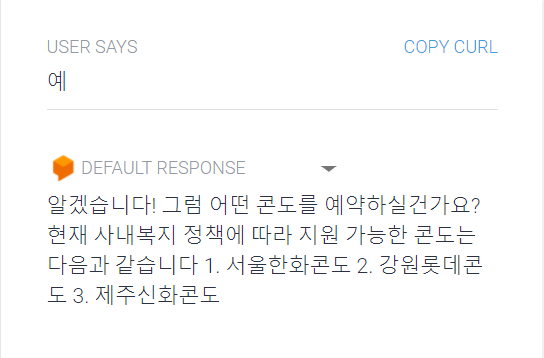 USER SAYS
COPY CURL
예
DEFAULT RESPONSE
알겠습니다! 그럼 어떤 콘도를 예약하실건가요?
현재 사내복지 정책에 따라 지원 가능한 콘도는
다음과 같습니다 1. 서울한화콘도 2. 강원롯데콘
도 3. 제주신화콘도